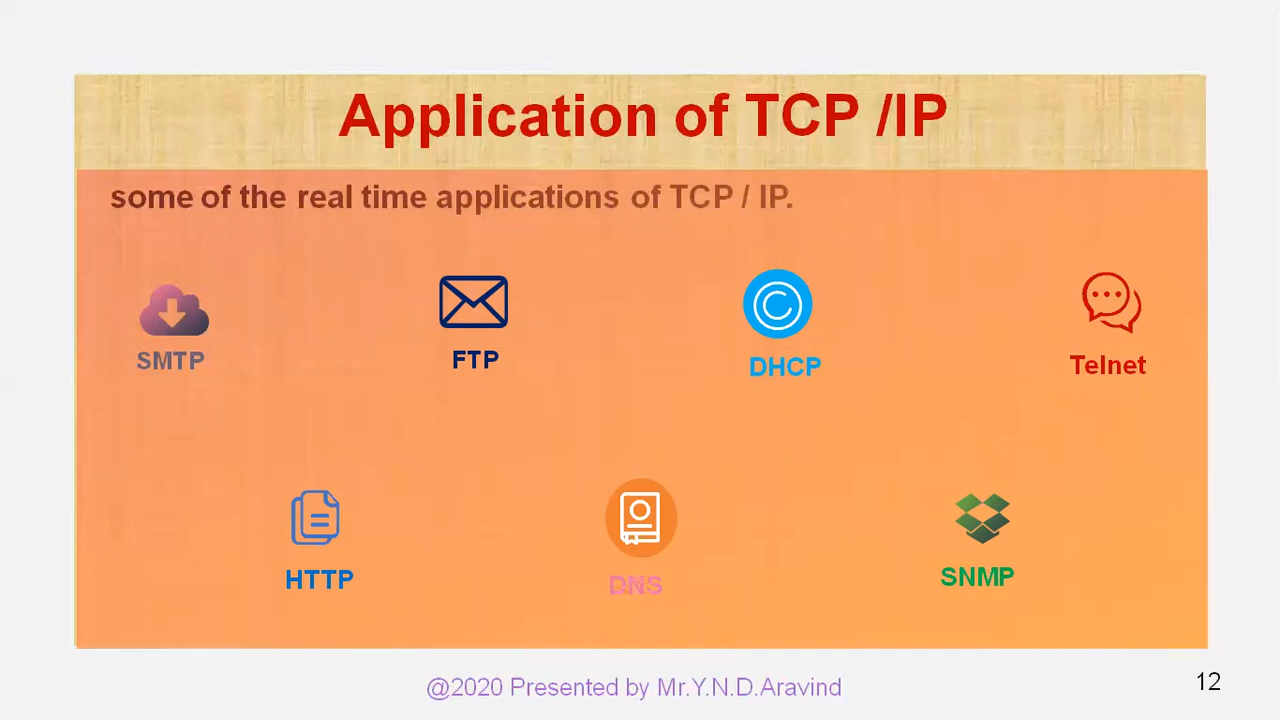 Application of TCP /IP
some of the real time applications of TCP / IP.
SMTP
FTP
DHCP
Telnet
HTTP
DNS
SNMP
@2020 Presented by Mr.Y.N.D.Aravind
12